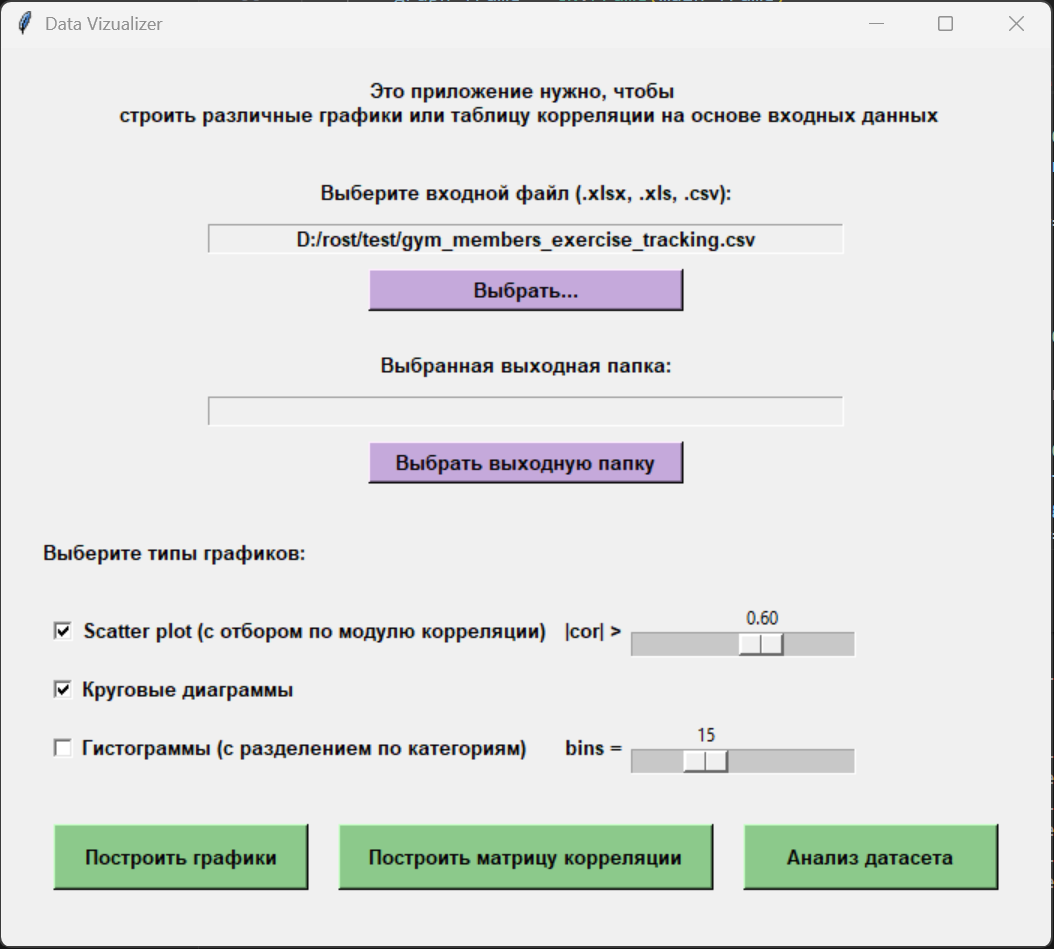 Data Vizualizer
Это приложение нужно, чтобы
строить различные графики или таблицу корреляции на основе входных данных
Выберите входной файл (.xlsx, .xls, .csv):
D:/rost/test/gym_members_exercise_tracking.csv
Выбрать...
Выбранная выходная папка:
Выбрать выходную папку
Выберите типы графиков:
0.60
Scatter plot (с отбором по модулю корреляции) |cor| >
Круговые диаграммы
15
Гистограммы (с разделением по категориям) bins =
Построить графики
Построить матрицу корреляции
Анализ датасета